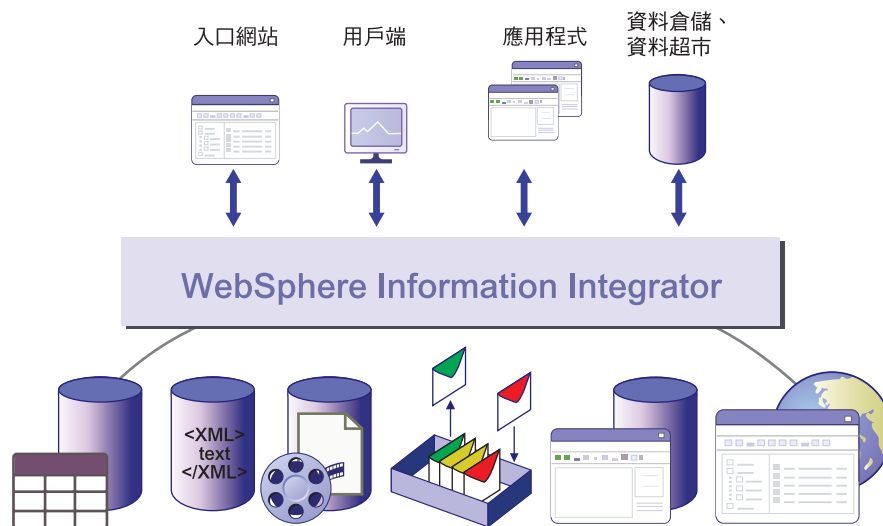 入口網站
用戶端
應用程式
資料倉儲、
資料超市
WebSphere Information Integrator
<XML>
text
</XML>